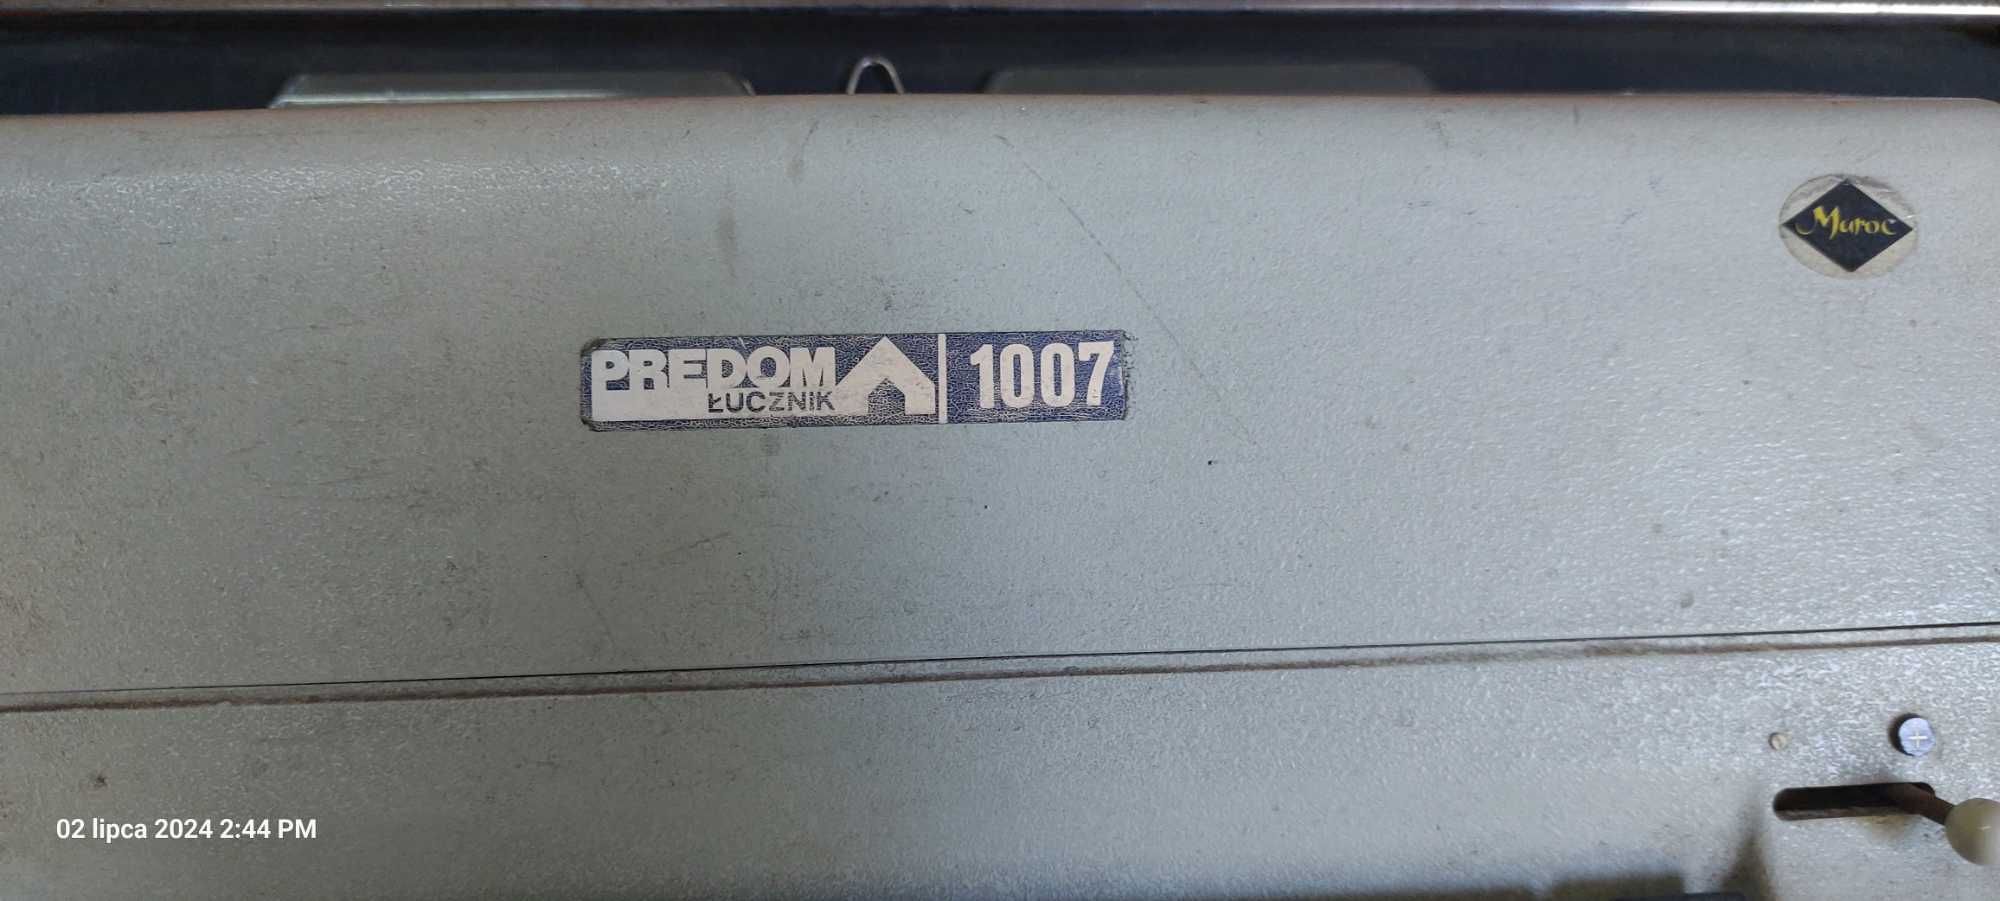 Maroc
PREDOM
ŁUCZNIK
1007
02 lipca 2024 2:44 PM